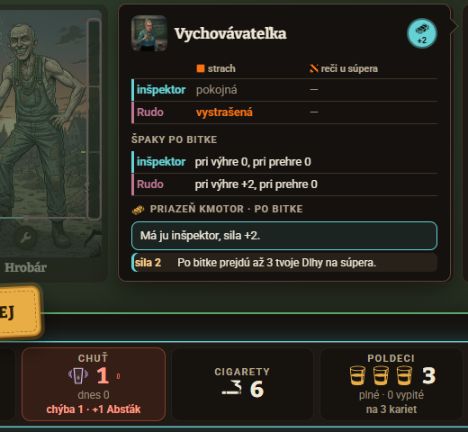 Vychovávateľka
+2
strach
reči u súpera
inšpektor pokojná –
Rudo vystrašená –
ŠPAKY PO BITKE
inšpektor pri výhre 0, pri prehre 0
Rudo pri výhre +2, pri prehre 0
PRIAZEŇ KMOTOR · PO BITKE
Má ju inšpektor, sila +2.
sila 2 Po bitke prejdú až 3 tvoje Dlhy na súpera.
Hrobár
EJ
CHUŤ
1 0
dnes 0
chýba 1 · +1 Absťák
CIGARETY
6
POLDECI
3
plné · 0 vypité
na 3 kariet